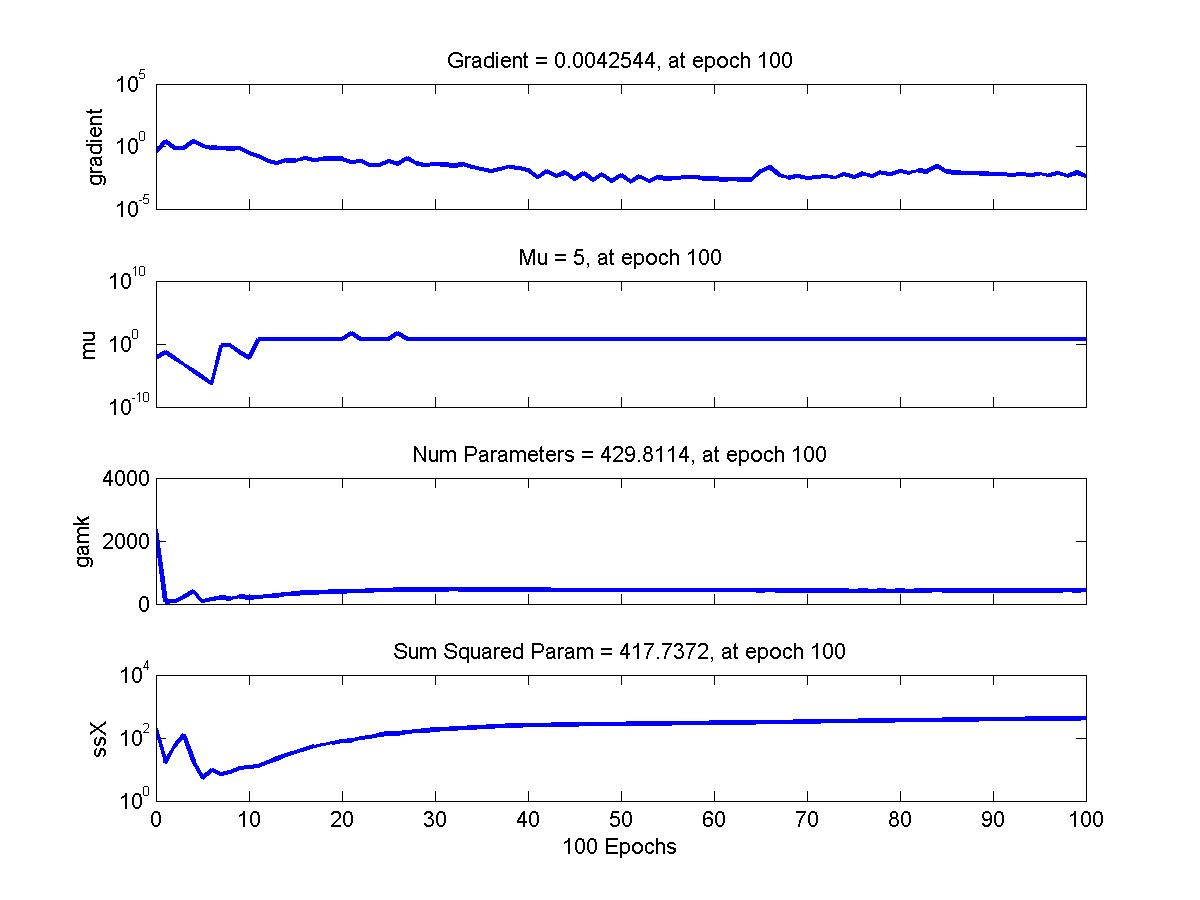 Gradient = 0.0042544, at epoch 100
10^5
10^0
10^-5
gradient
Mu = 5, at epoch 100
10^10
10^0
10^-10
mu
Num Parameters = 429.8114, at epoch 100
4000
2000
0
gamk
Sum Squared Param = 417.7372, at epoch 100
10^4
10^2
10^0
ssX
0 10 20 30 40 50 60 70 80 90 100
100 Epochs